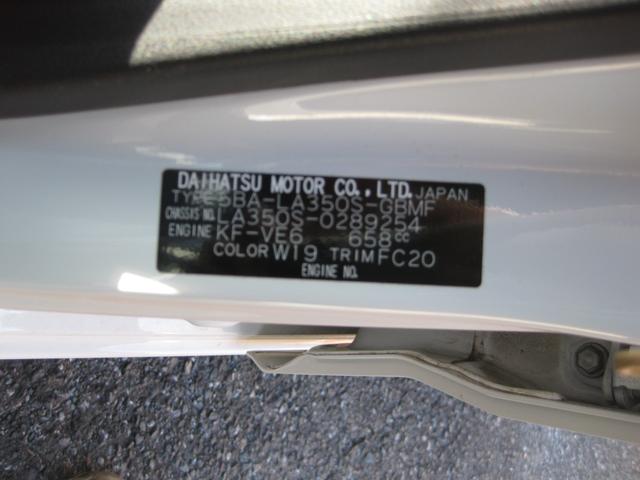 DAIHATSU MOTOR CO., LTD. JAPAN
TYPE 5BA-LA350S-GBMF
CHASSIS NO. LA350S-0289254
ENGINE KF-VE6 658cc
COLOR W19 TRIM FC20
ENGINE NO.